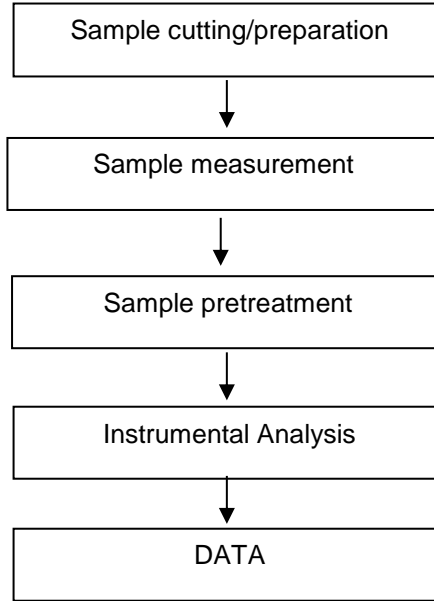 Sample cutting/preparation
Sample measurement
Sample pretreatment
Instrumental Analysis
DATA